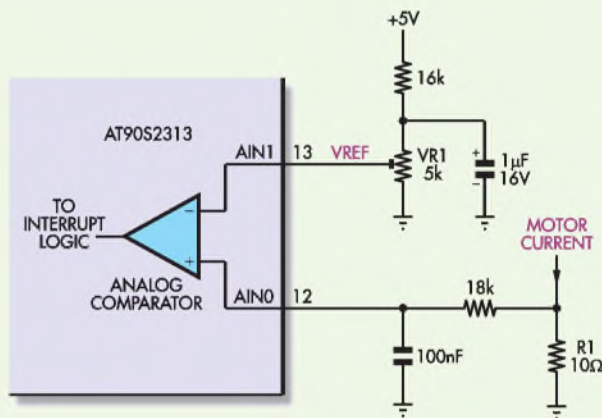 +5V
16k
AT90S2313
AIN1
13
VREF
VR1
5k
+
1µF
16V
−
TO
INTERRUPT
LOGIC
−
+
ANALOG
COMPARATOR
AIN0
12
MOTOR
CURRENT
18k
100nF
R1
10Ω